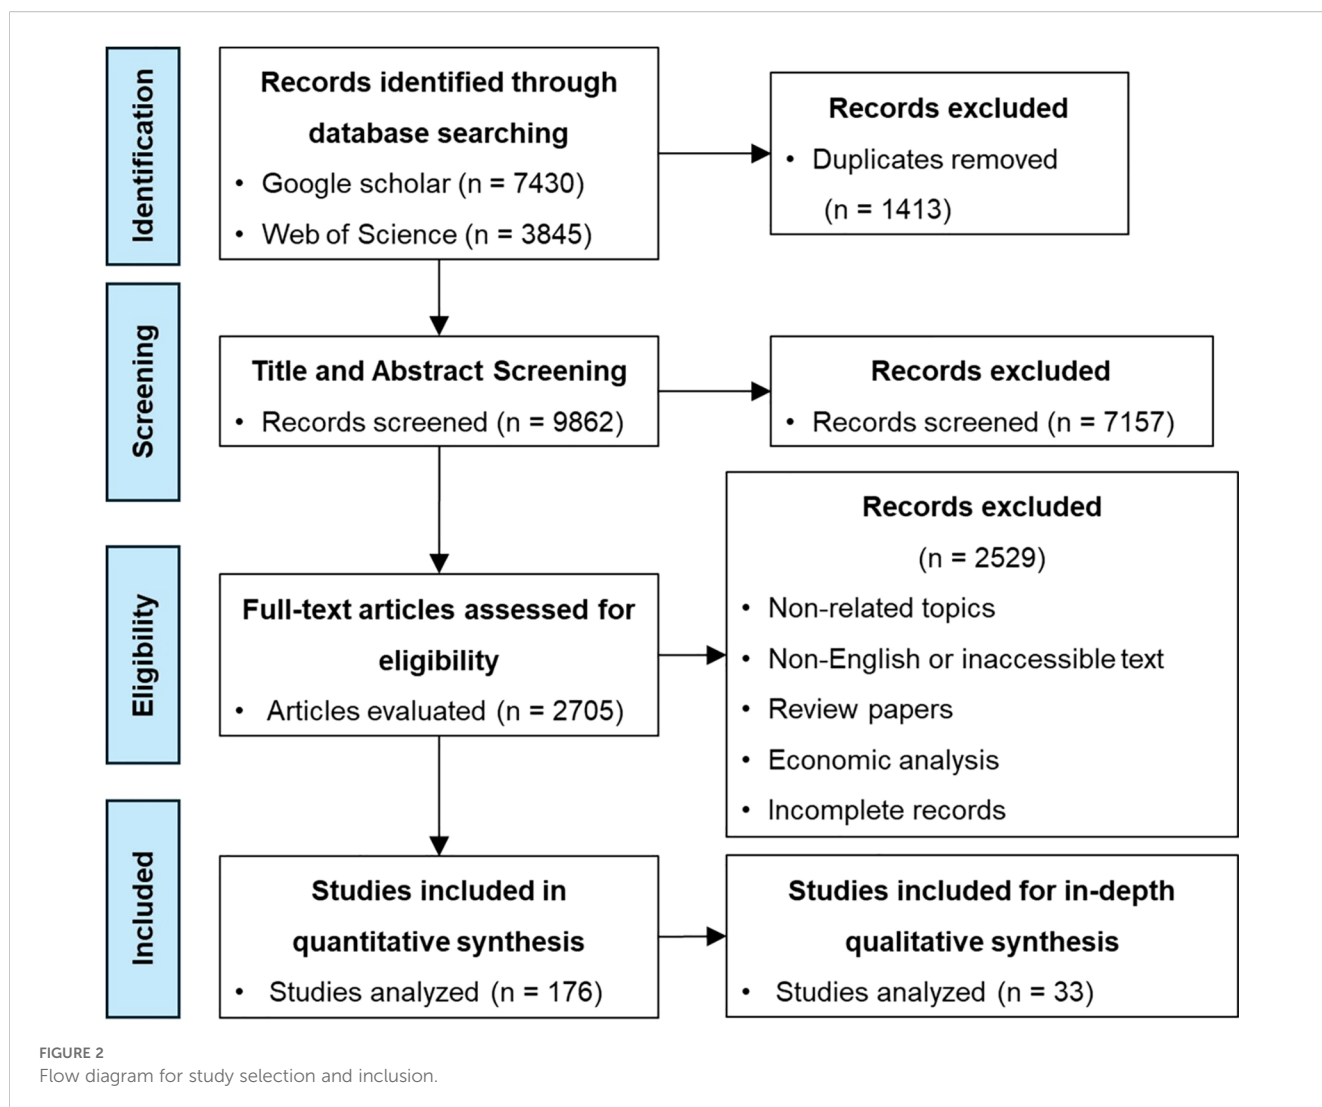 Identification
Records identified through
database searching
• Google scholar (n = 7430)
• Web of Science (n = 3845)
Records excluded
• Duplicates removed
(n = 1413)
Screening
Title and Abstract Screening
• Records screened (n = 9862)
Records excluded
• Records screened (n = 7157)
Eligibility
Full-text articles assessed for
eligibility
• Articles evaluated (n = 2705)
Records excluded
(n = 2529)
• Non-related topics
• Non-English or inaccessible text
• Review papers
• Economic analysis
• Incomplete records
Included
Studies included in
quantitative synthesis
• Studies analyzed (n = 176)
Studies included for in-depth
qualitative synthesis
• Studies analyzed (n = 33)
FIGURE 2
Flow diagram for study selection and inclusion.